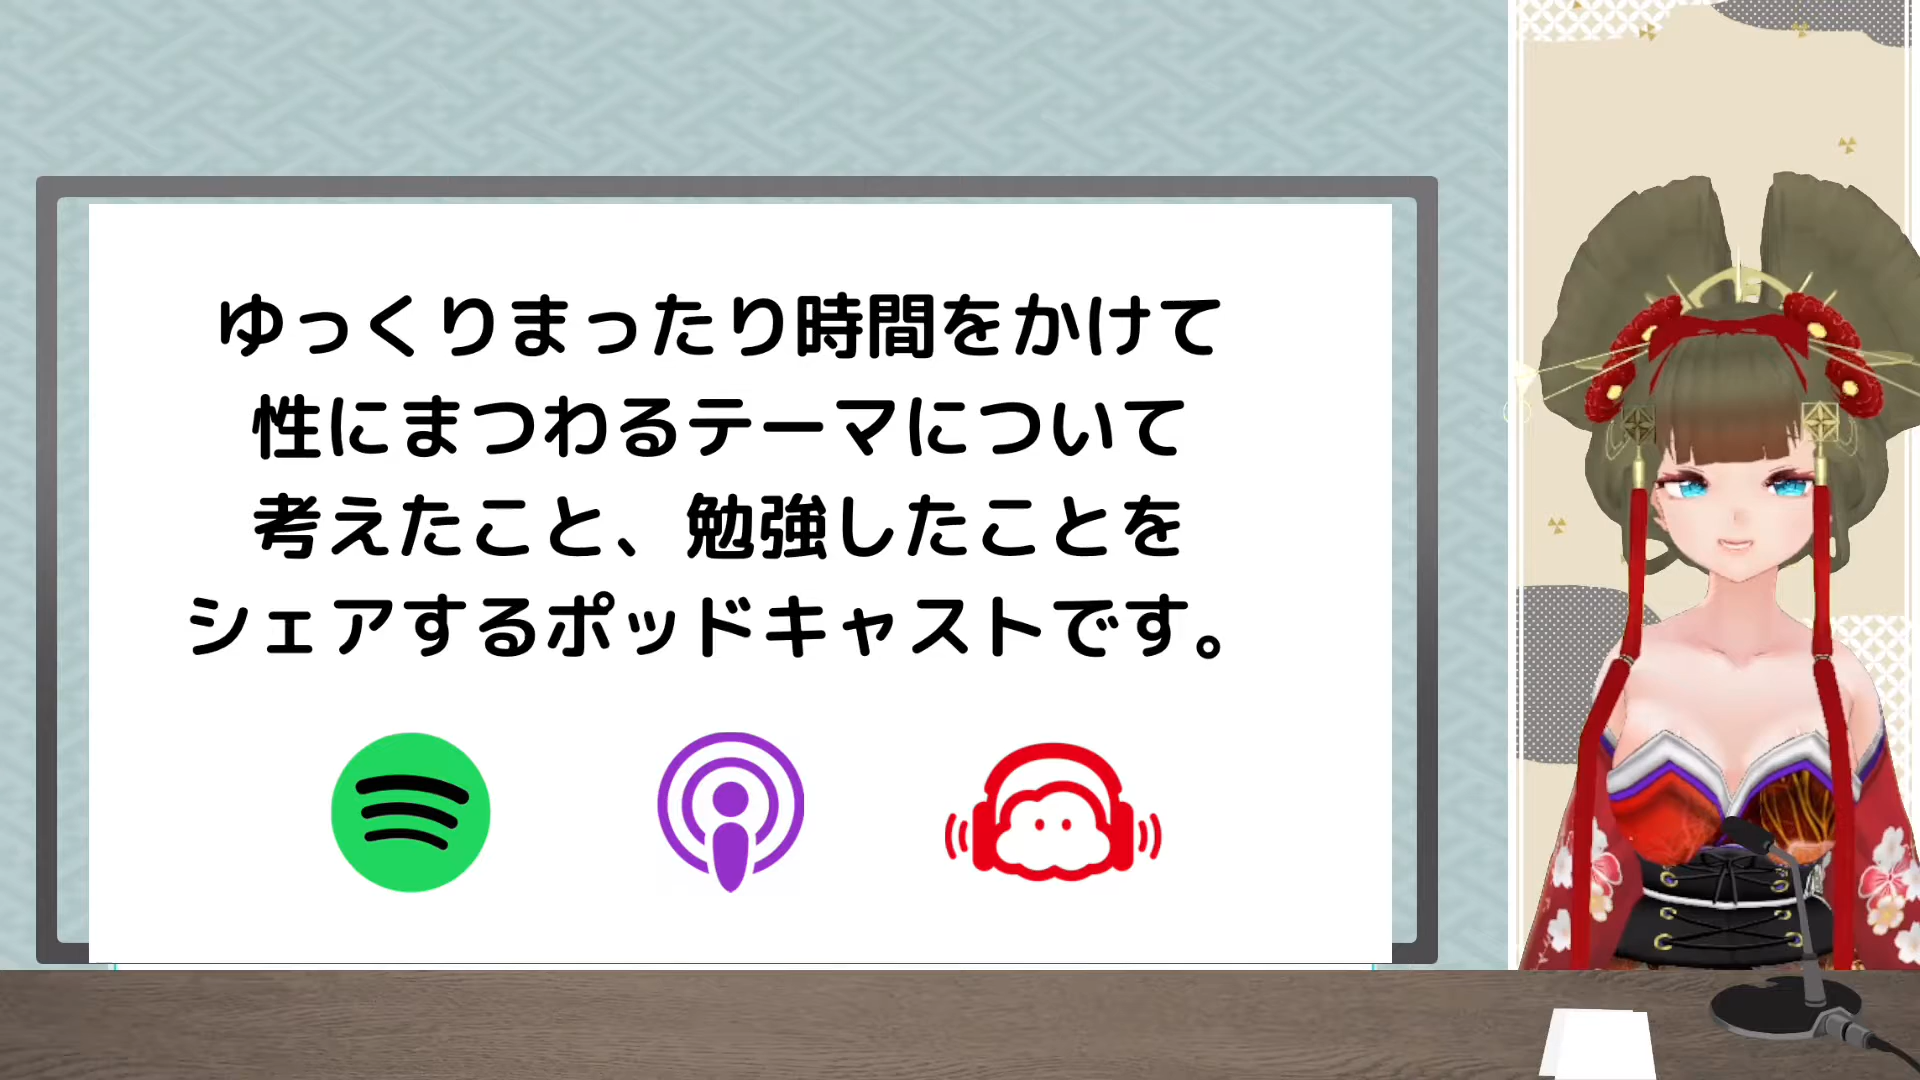 ゆっくりまったり時間をかけて
性にまつわるテーマについて
考えたこと、勉強したことを
シェアするポッドキャストです。